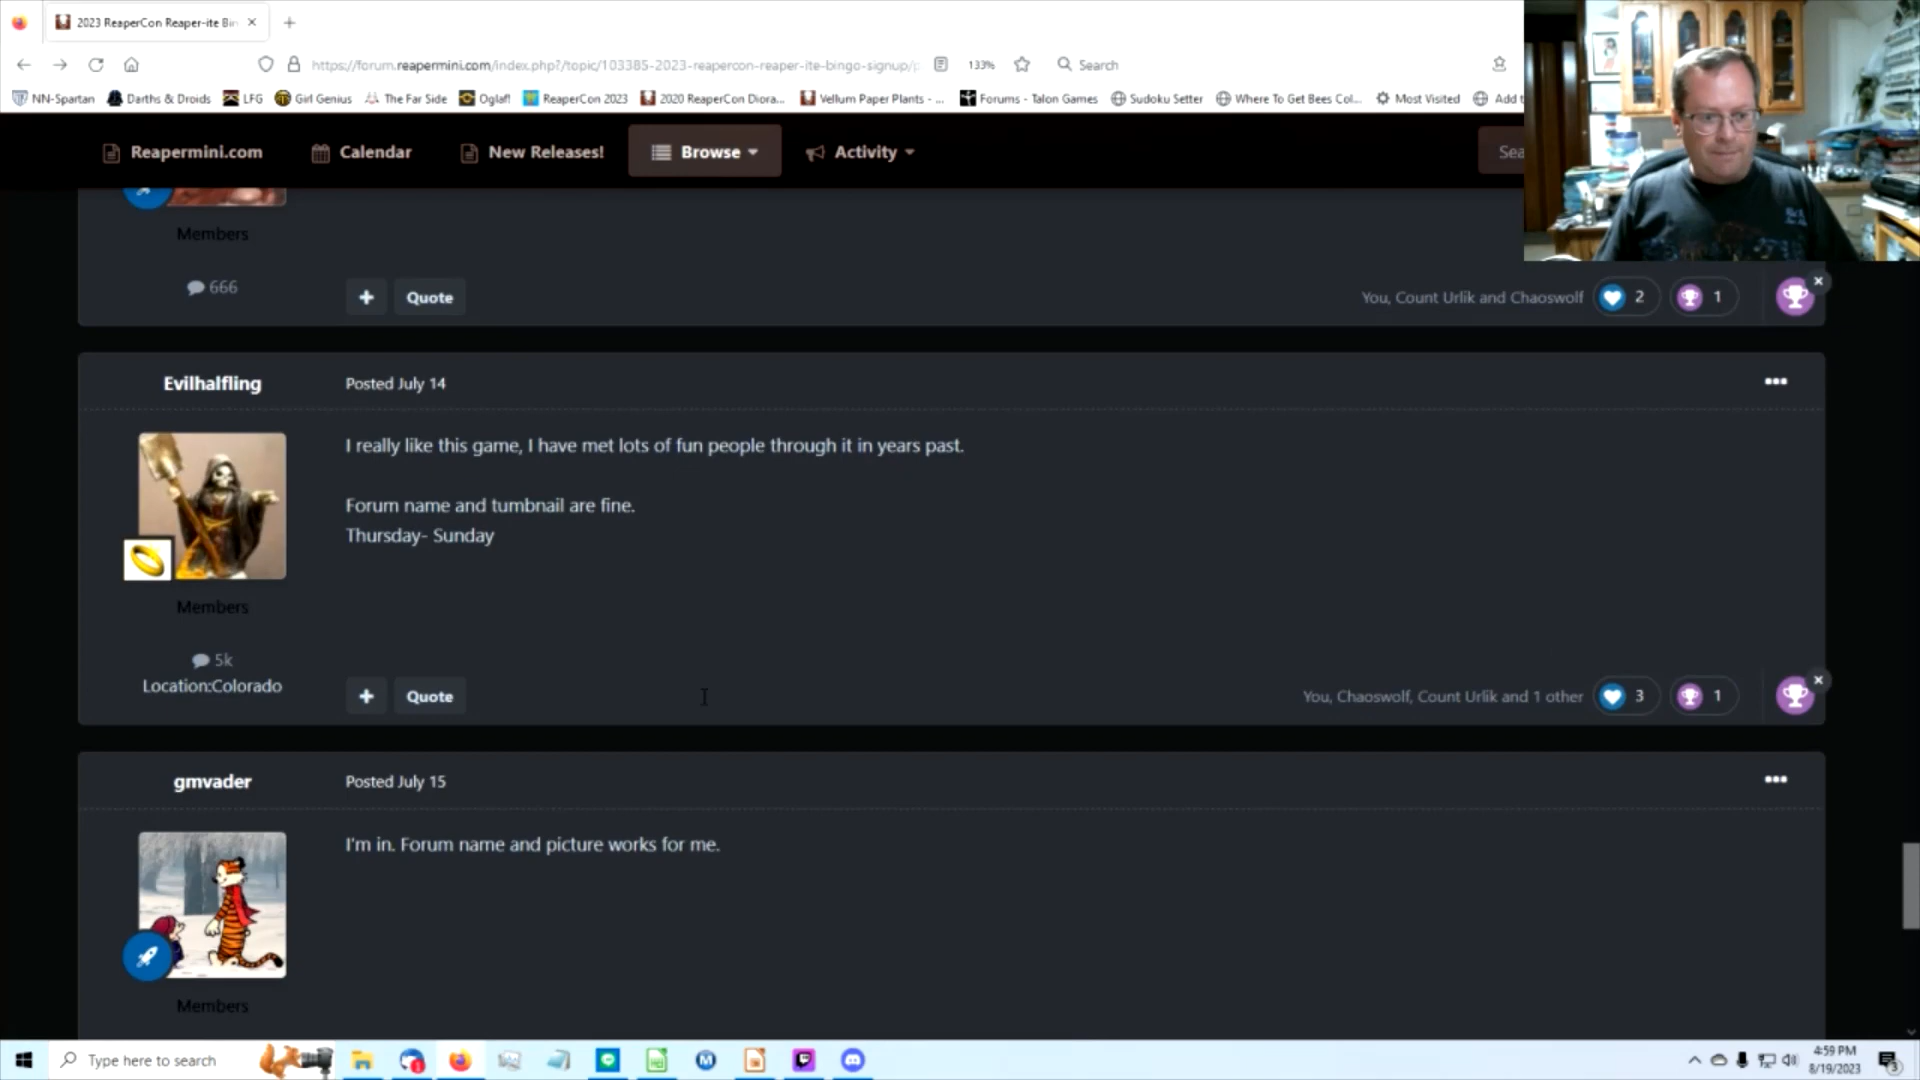 2023 ReaperCon Reaper-ite Bin
https://forum.reapermini.com/index.php?/topic/103385-2023-reapercon-reaper-ite-bingo-signup/
133%
Search
NN-Spartan
Darths & Droids
LFG
Girl Genius
The Far Side
Oglaf!
ReaperCon 2023
2020 ReaperCon Diora...
Vellum Paper Plants - ...
Forums - Talon Games
Sudoku Setter
Where To Get Bees Col...
Most Visited
Add t
Reapermini.com
Calendar
New Releases!
Browse
Activity
Sea
Members
666
+ Quote
You, Count Urlik and Chaoswolf
2
1
Evilhalfling
Posted July 14
I really like this game, I have met lots of fun people through it in years past.
Forum name and tumbnail are fine.
Thursday- Sunday
Members
5k
Location:Colorado
+ Quote
You, Chaoswolf, Count Urlik and 1 other
3
1
gmvader
Posted July 15
I'm in. Forum name and picture works for me.
Members
Type here to search
4:59 PM
8/19/2023
3